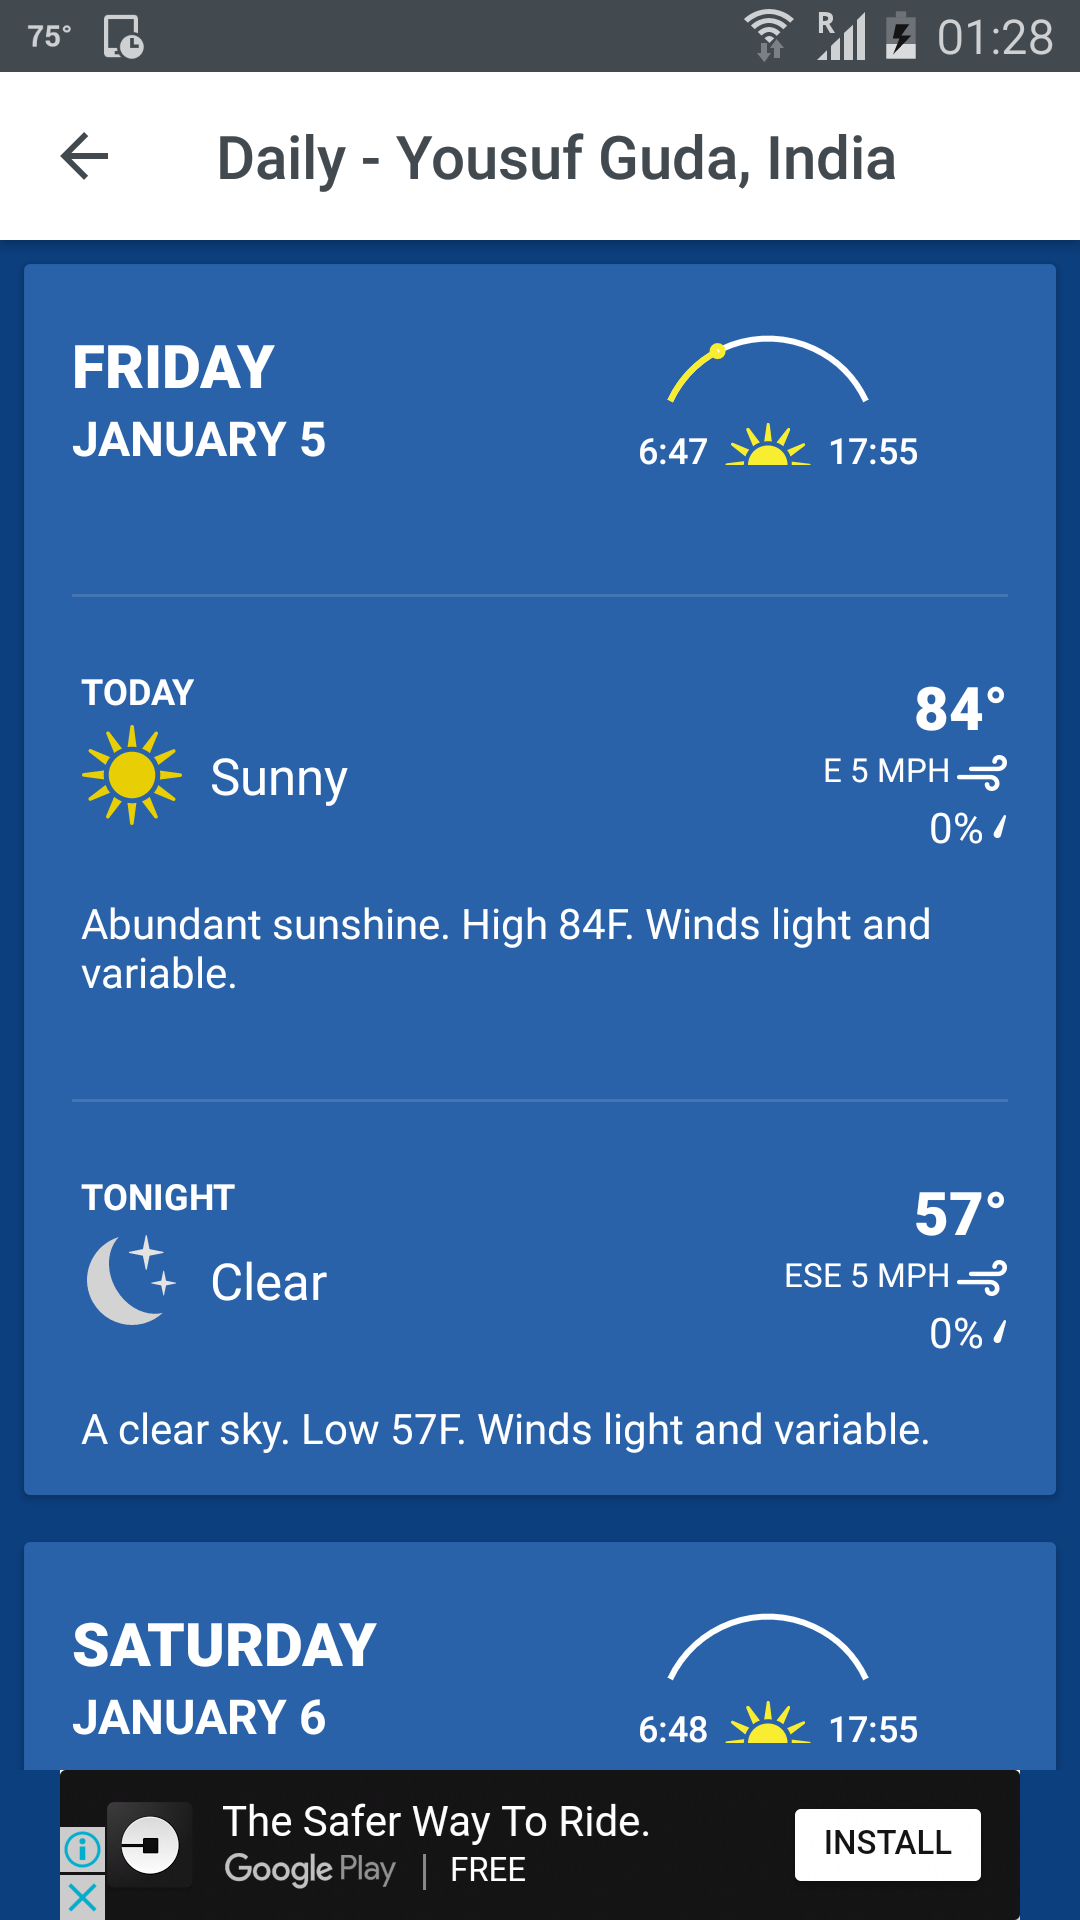 75°
R
01:28
Daily - Yousuf Guda, India
FRIDAY
JANUARY 5
6:47 17:55
TODAY
84°
Sunny
E 5 MPH
0%
Abundant sunshine. High 84F. Winds light and
variable.
TONIGHT
57°
Clear
ESE 5 MPH
0%
A clear sky. Low 57F. Winds light and variable.
SATURDAY
JANUARY 6
6:48 17:55
The Safer Way To Ride.
Google Play | FREE
INSTALL